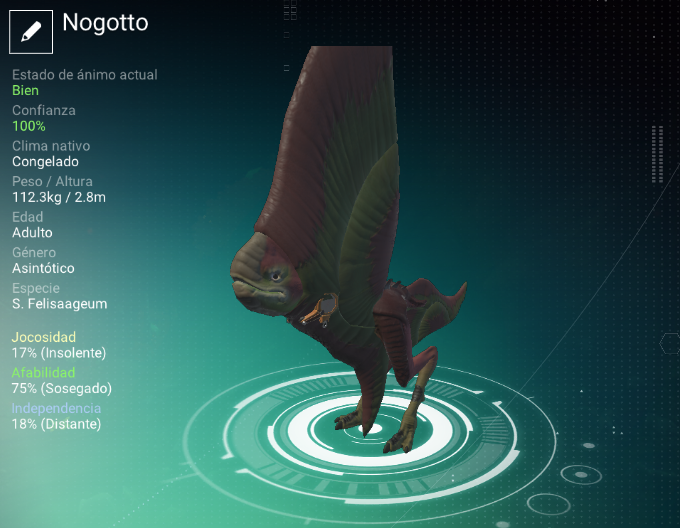 Nogotto
Estado de ánimo actual
Bien
Confianza
100%
Clima nativo
Congelado
Peso / Altura
112.3kg / 2.8m
Edad
Adulto
Género
Asintótico
Especie
S. Felisaageum
Jocosidad
17% (Insolente)
Afabilidad
75% (Sosegado)
Independencia
18% (Distante)